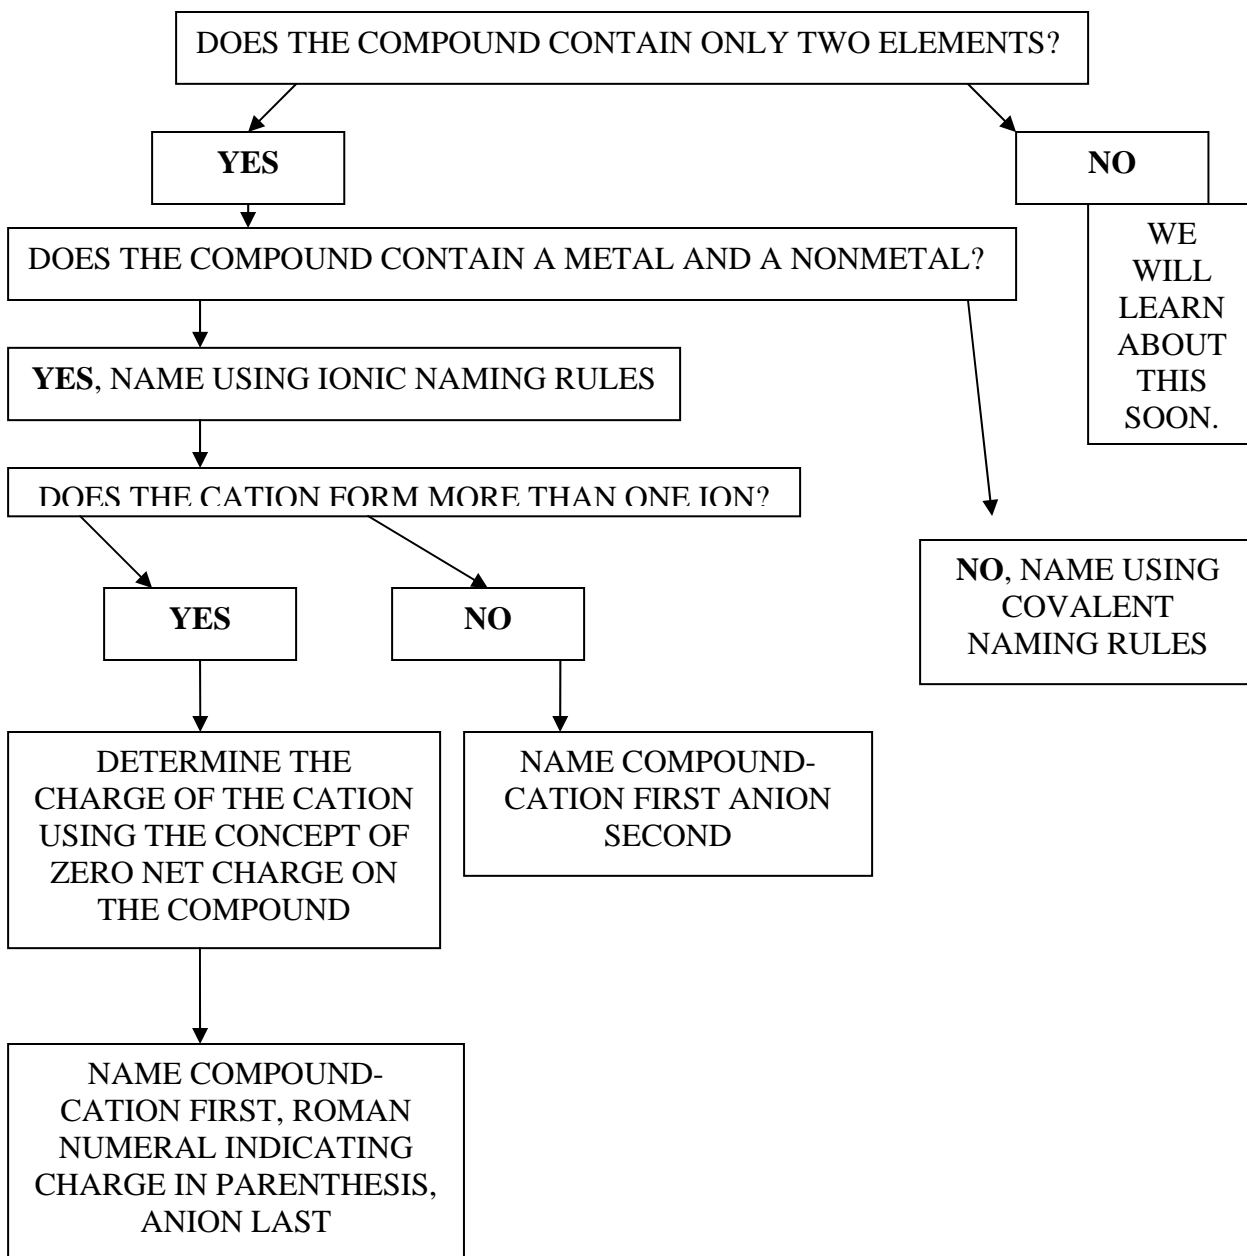 DOES THE COMPOUND CONTAIN ONLY TWO ELEMENTS?
YES
NO
WE
WILL
LEARN
ABOUT
THIS
SOON.
DOES THE COMPOUND CONTAIN A METAL AND A NONMETAL?
YES, NAME USING IONIC NAMING RULES
DOES THE CATION FORM MORE THAN ONE ION?
NO, NAME USING
COVALENT
NAMING RULES
YES
NO
DETERMINE THE
CHARGE OF THE CATION
USING THE CONCEPT OF
ZERO NET CHARGE ON
THE COMPOUND
NAME COMPOUND-
CATION FIRST ANION
SECOND
NAME COMPOUND-
CATION FIRST, ROMAN
NUMERAL INDICATING
CHARGE IN PARENTHESIS,
ANION LAST